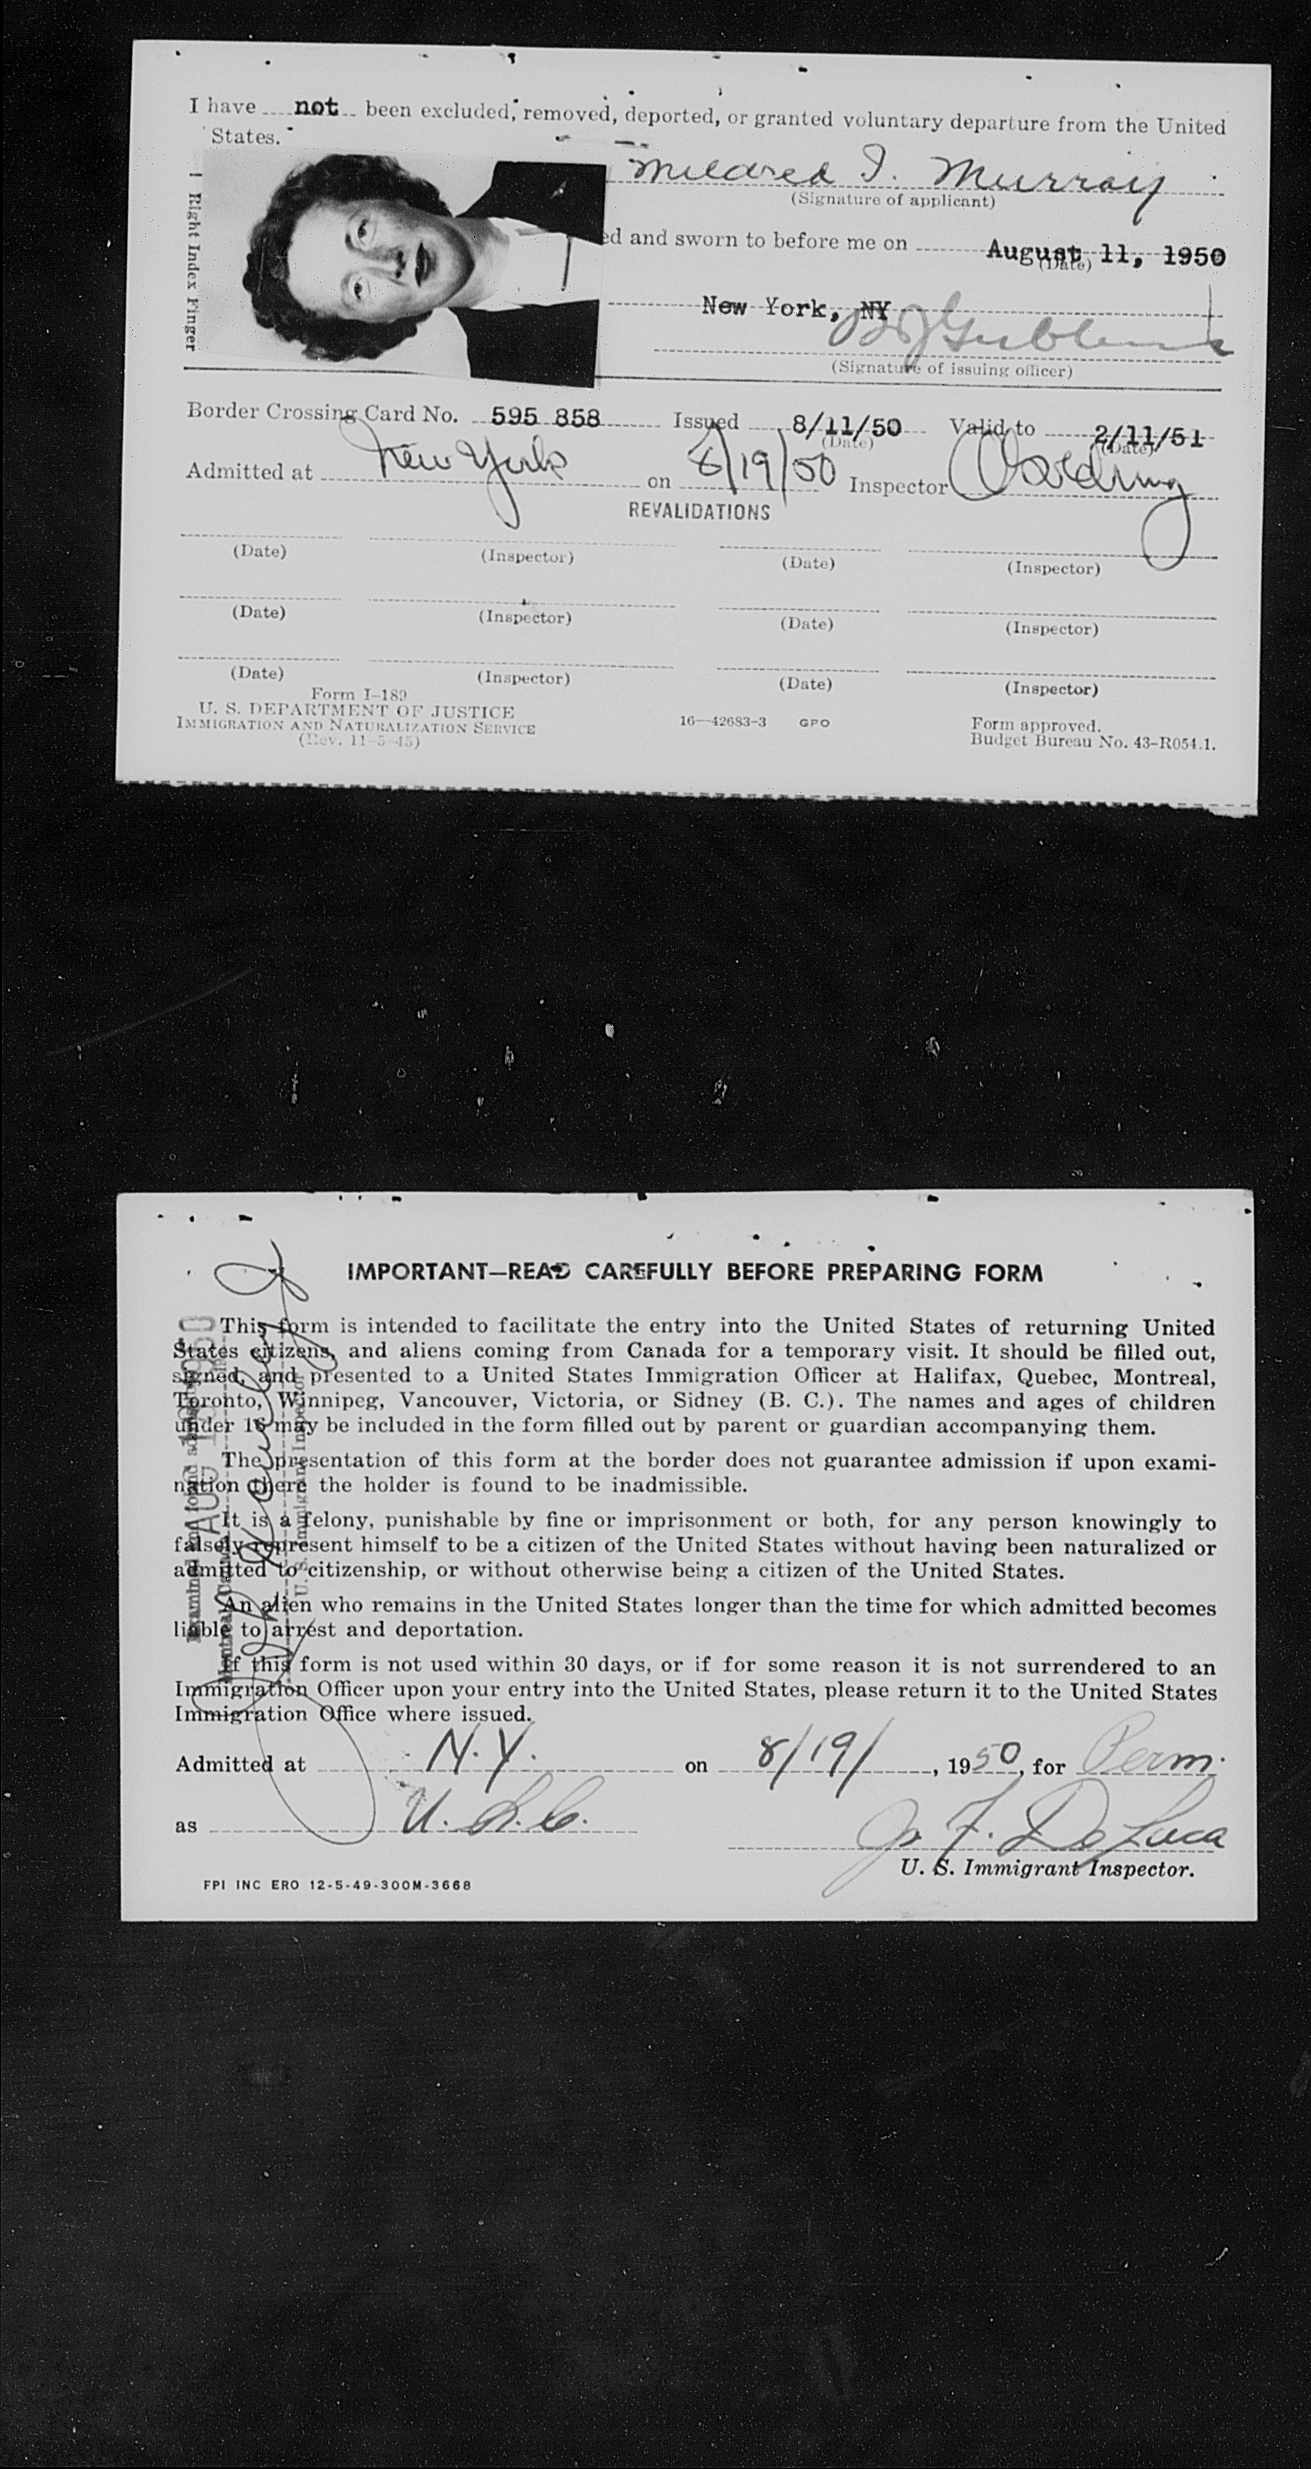 I have not been excluded, removed, deported, or granted voluntary departure from the United
States.
Right Index Finger
Mildred I. Murray
(Signature of applicant)
ed and sworn to before me on August 11, 1950
(Date)
New York, NY
(Signature of issuing officer)
Border Crossing Card No. 595 858 Issued 8/11/50 Valid to 2/11/51
(Date) (Date)
Admitted at New York on 8/19/50 Inspector
REVALIDATIONS
(Date) (Inspector) (Date) (Inspector)
(Date) (Inspector) (Date) (Inspector)
(Date) (Inspector) (Date) (Inspector)
Form I-189
U. S. DEPARTMENT OF JUSTICE
IMMIGRATION AND NATURALIZATION SERVICE
(Rev. 11-5-45)
16—42683-3 GPO
Form approved.
Budget Bureau No. 43-R054.1.
IMPORTANT—READ CAREFULLY BEFORE PREPARING FORM
This form is intended to facilitate the entry into the United States of returning United
States citizens, and aliens coming from Canada for a temporary visit. It should be filled out,
signed, and presented to a United States Immigration Officer at Halifax, Quebec, Montreal,
Toronto, Winnipeg, Vancouver, Victoria, or Sidney (B. C.). The names and ages of children
under 16 may be included in the form filled out by parent or guardian accompanying them.
The presentation of this form at the border does not guarantee admission if upon exami-
nation there the holder is found to be inadmissible.
It is a felony, punishable by fine or imprisonment or both, for any person knowingly to
falsely represent himself to be a citizen of the United States without having been naturalized or
admitted to citizenship, or without otherwise being a citizen of the United States.
An alien who remains in the United States longer than the time for which admitted becomes
liable to arrest and deportation.
If this form is not used within 30 days, or if for some reason it is not surrendered to an
Immigration Officer upon your entry into the United States, please return it to the United States
Immigration Office where issued.
Admitted at N.Y. on 8/19/, 1950, for Perm.
as U.S.C.
J. F. DeLuca
U. S. Immigrant Inspector.
FPI INC ERO 12-5-49-300M-3668
U. S. Immigrant Inspector